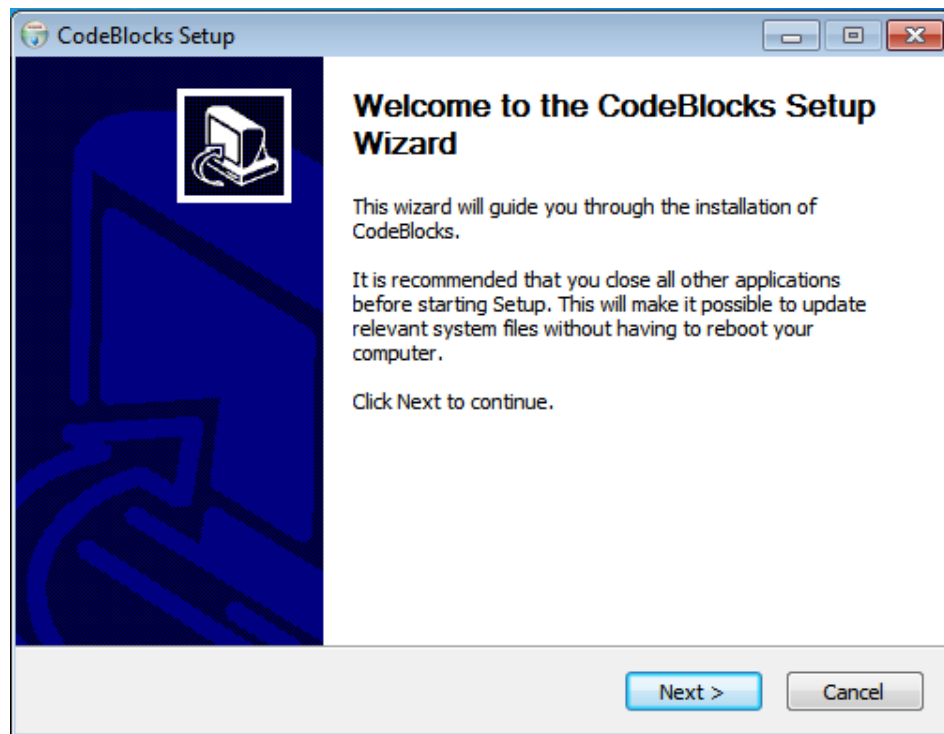 CodeBlocks Setup
Welcome to the CodeBlocks Setup
Wizard
This wizard will guide you through the installation of
CodeBlocks.
It is recommended that you close all other applications
before starting Setup. This will make it possible to update
relevant system files without having to reboot your
computer.
Click Next to continue.
Next >
Cancel